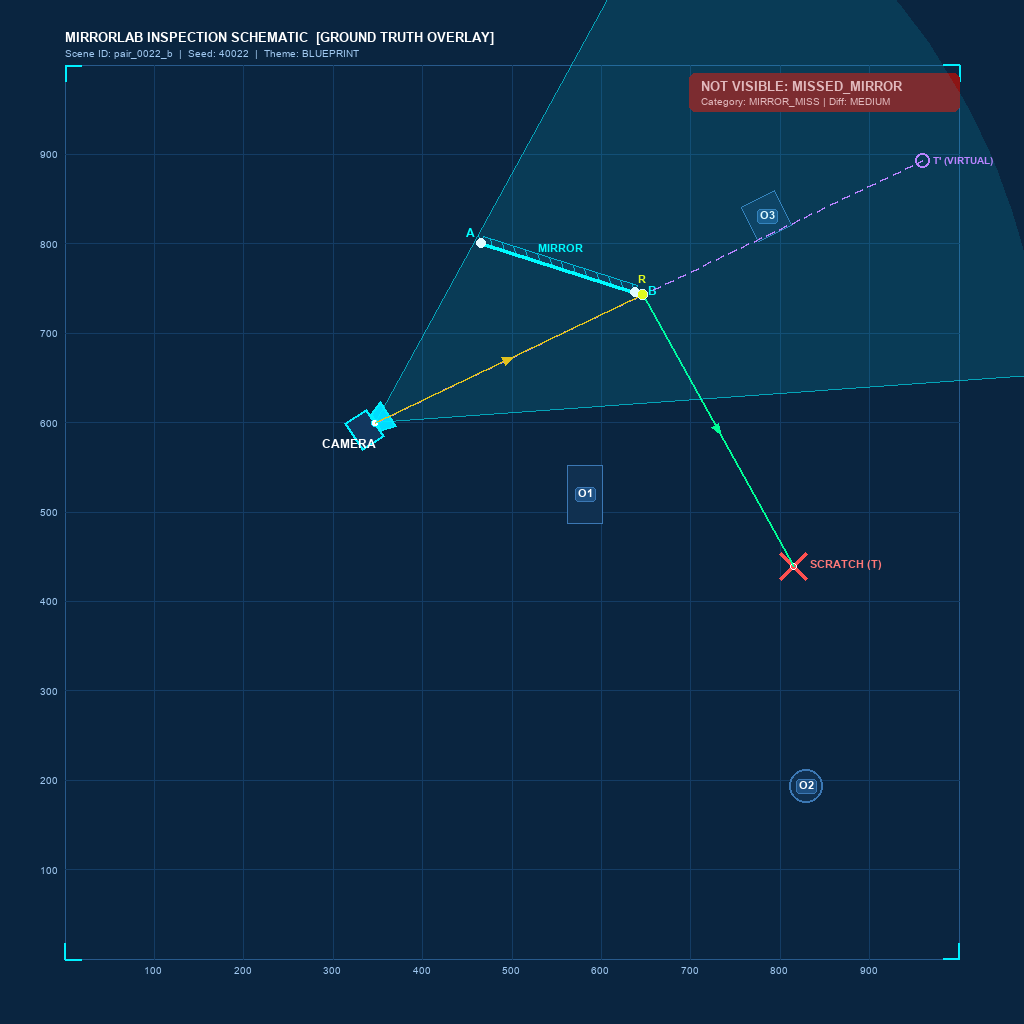 MIRRORLAB INSPECTION SCHEMATIC [GROUND TRUTH OVERLAY]
Scene ID: pair_0022_b | Seed: 40022 | Theme: BLUEPRINT
NOT VISIBLE: MISSED_MIRROR
Category: MIRROR_MISS | Diff: MEDIUM
900
T' (VIRTUAL)
O3
A
800
MIRROR
R
B
700
600
CAMERA
O1
500
SCRATCH (T)
400
300
200
O2
100
100 200 300 400 500 600 700 800 900